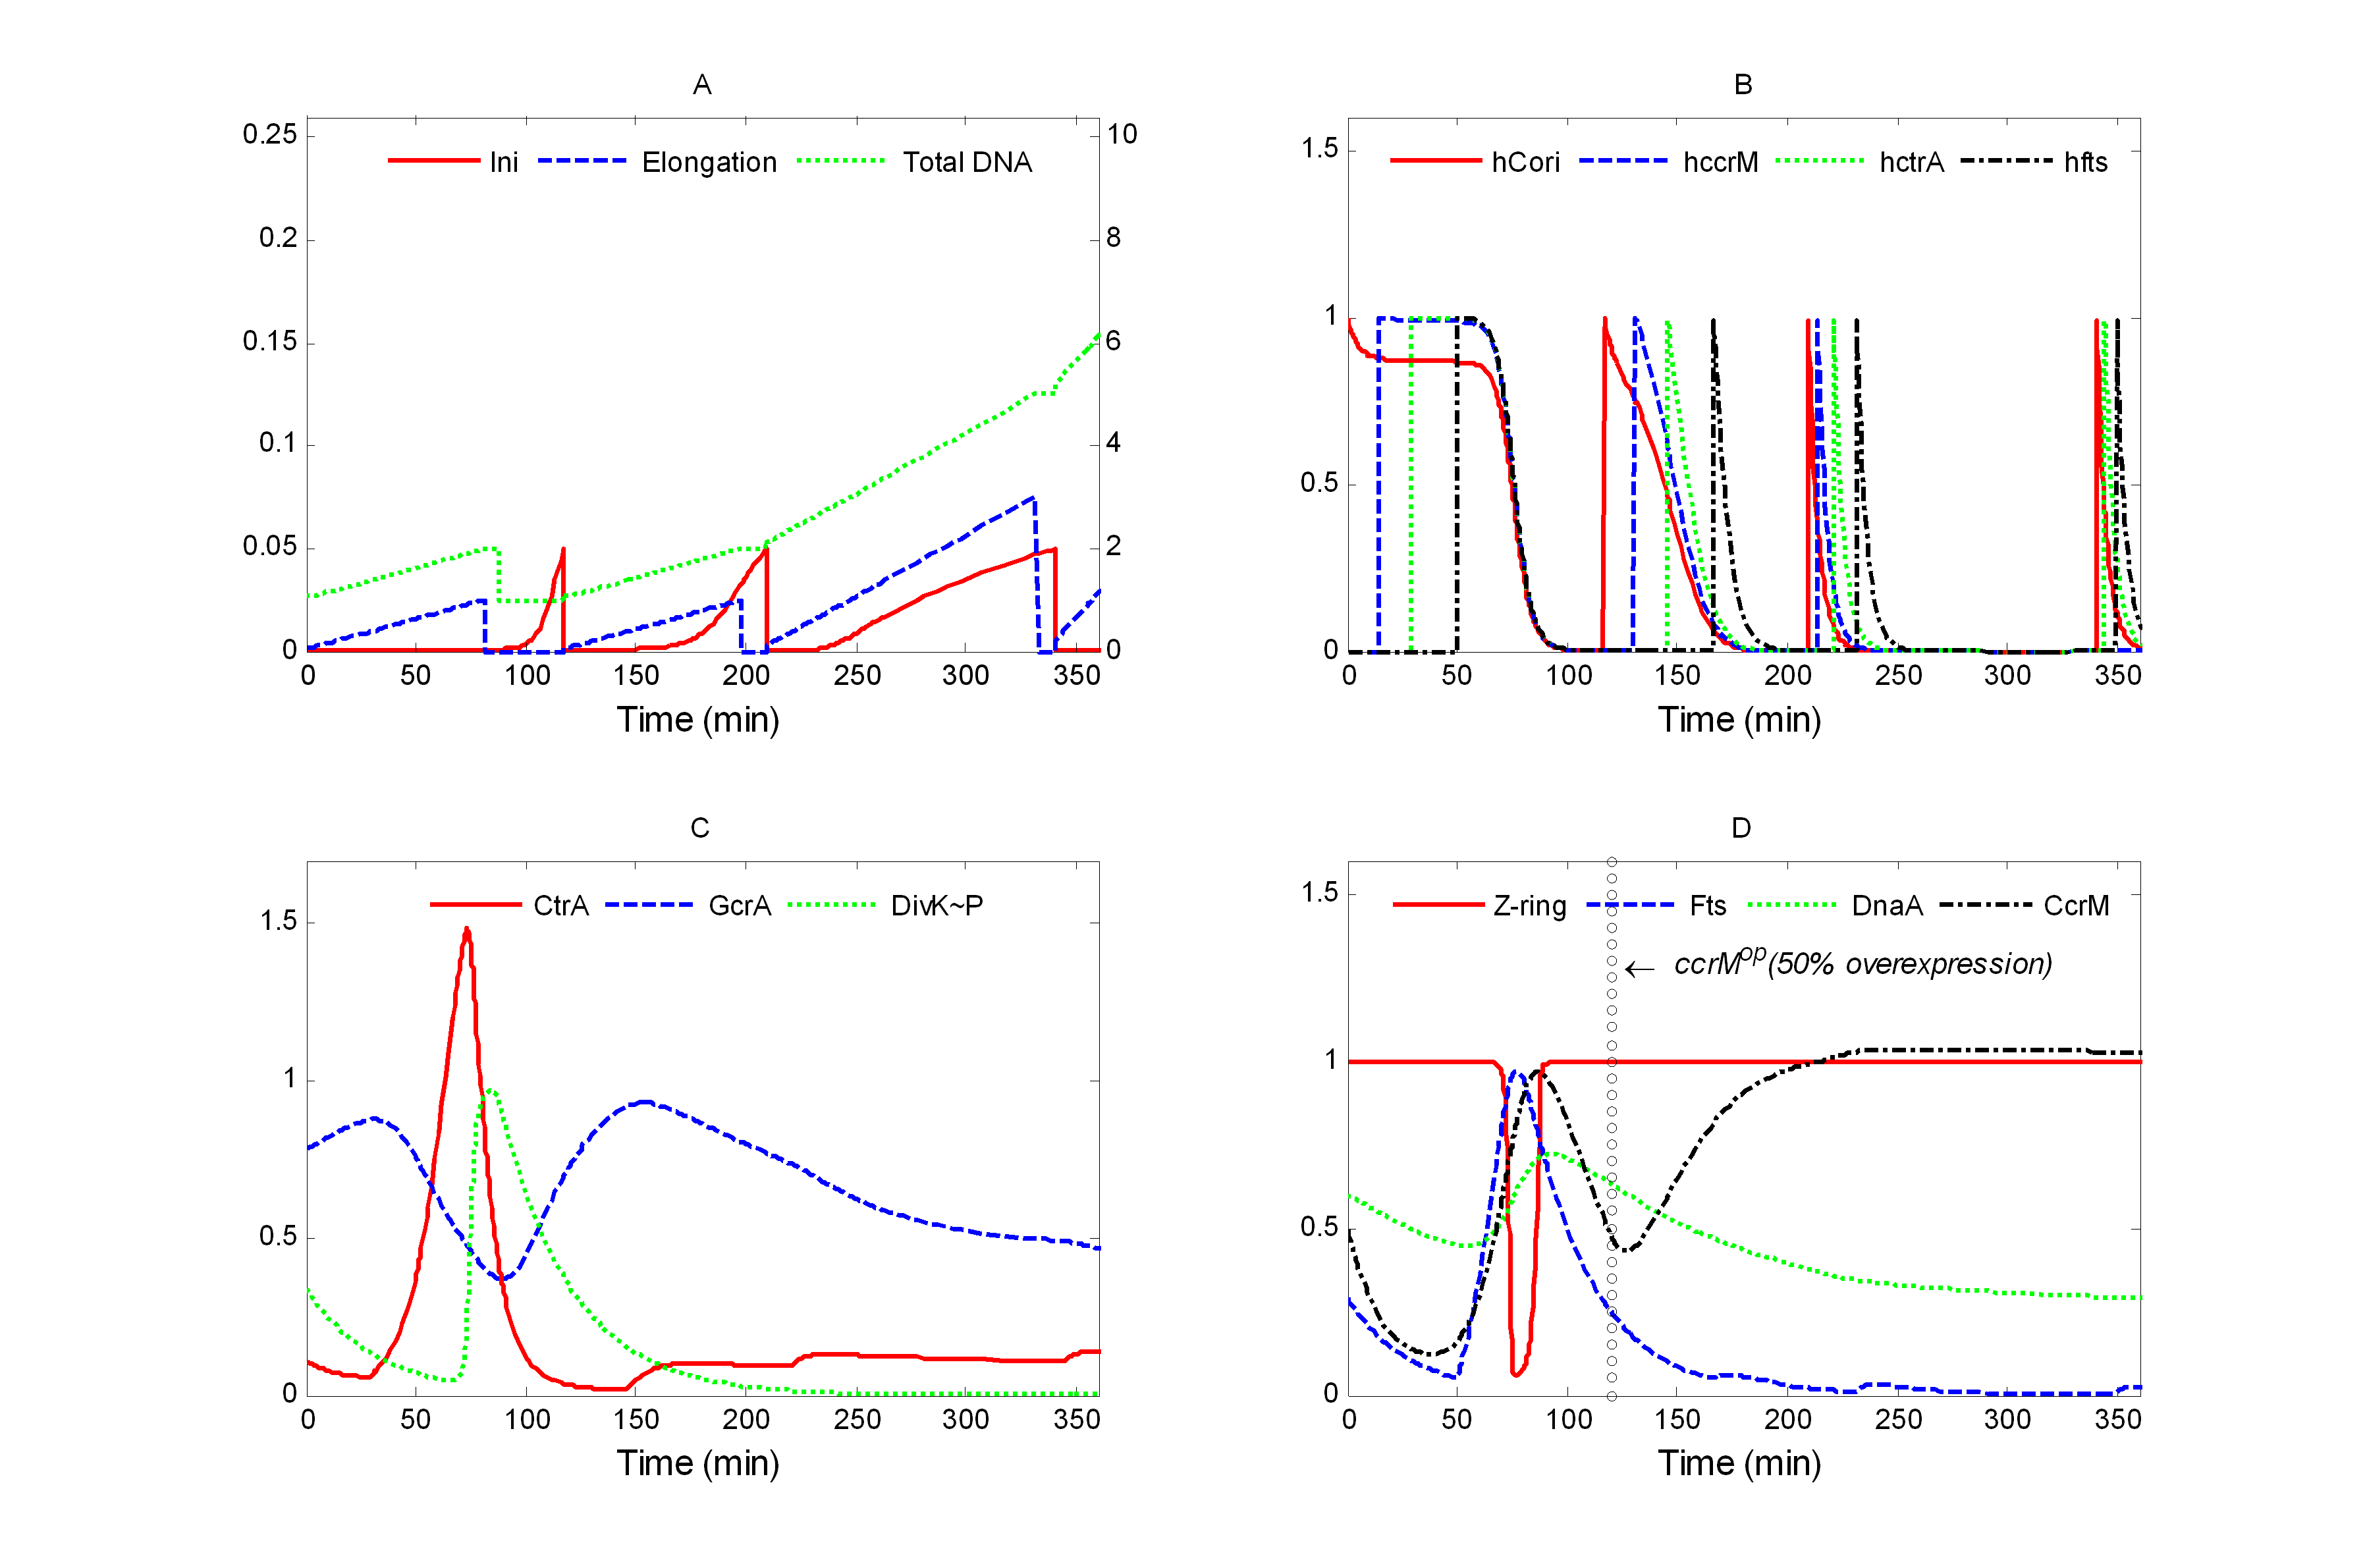 A
0.25 0.2 0.15 0.1 0.05 0
10 8 6 4 2 0
Ini Elongation Total DNA
0 50 100 150 200 250 300 350
Time (min)
B
1.5 1 0.5 0
hCori hccrM hctrA hfts
0 50 100 150 200 250 300 350
Time (min)
C
1.5 1 0.5 0
CtrA GcrA DivK~P
0 50 100 150 200 250 300 350
Time (min)
D
1.5 1 0.5 0
Z-ring Fts DnaA CcrM
← ccrM^op(50% overexpression)
0 50 100 150 200 250 300 350
Time (min)